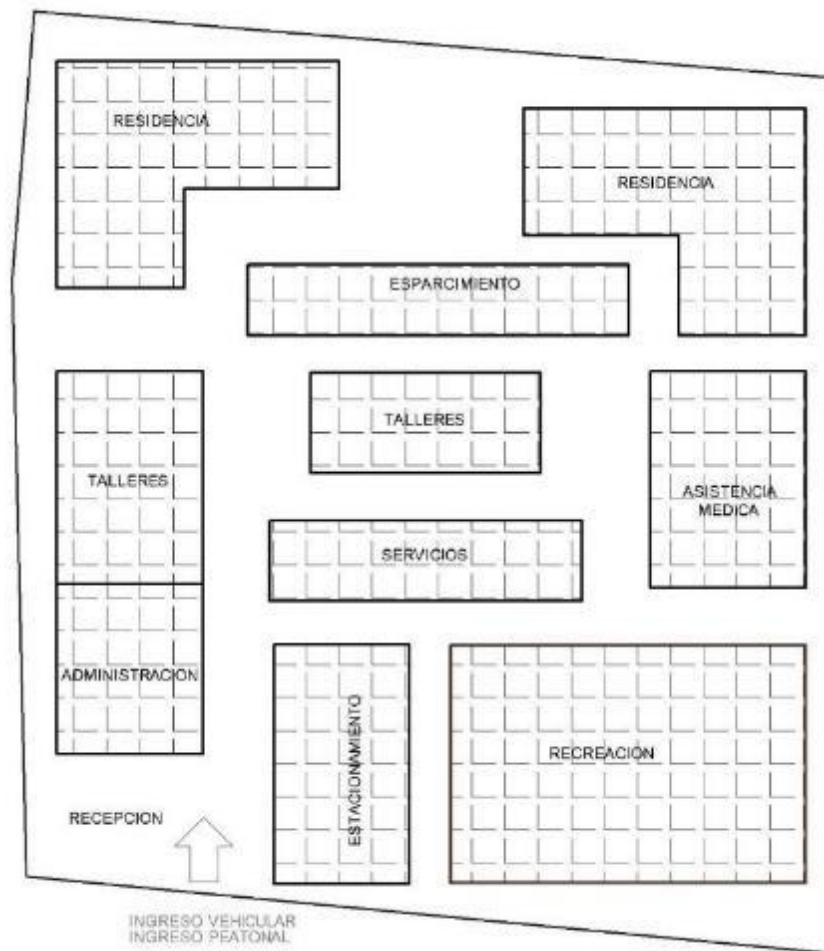 RESIDENCIA
RESIDENCIA
ESPARCIMIENTO
TALLERES
TALLERES
ASISTENCIA
MEDICA
SERVICIOS
ADMINISTRACION
ESTACIONAMIENTO
RECREACION
RECEPCION
INGRESO VEHICULAR
INGRESO PEATONAL